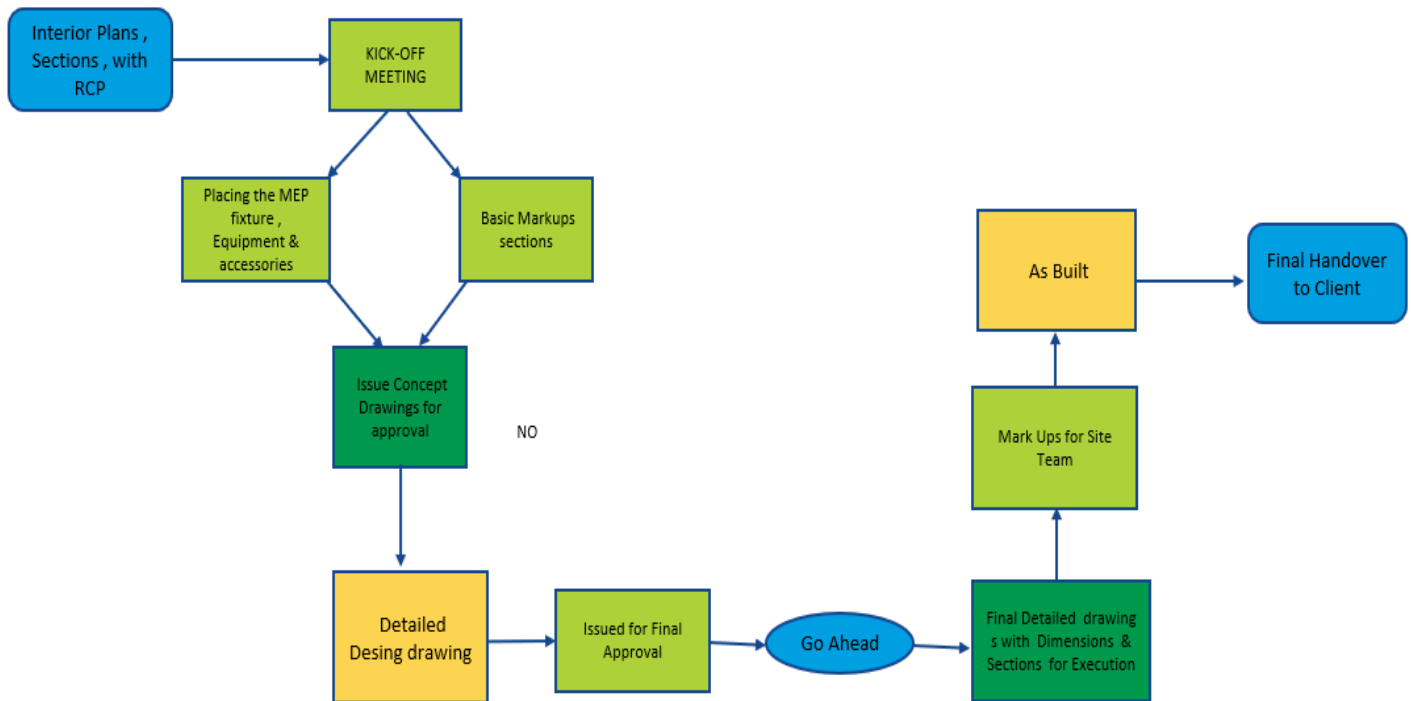 Interior Plans ,
Sections , with
RCP
KICK-OFF
MEETING
Placing the MEP
fixture ,
Equipment &
accessories
Basic Markups
sections
Issue Concept
Drawings for
approval
NO
Detailed
Desing drawing
Issued for Final
Approval
Go Ahead
Final Detailed drawing
s with Dimensions &
Sections for Execution
Mark Ups for Site
Team
As Built
Final Handover
to Client